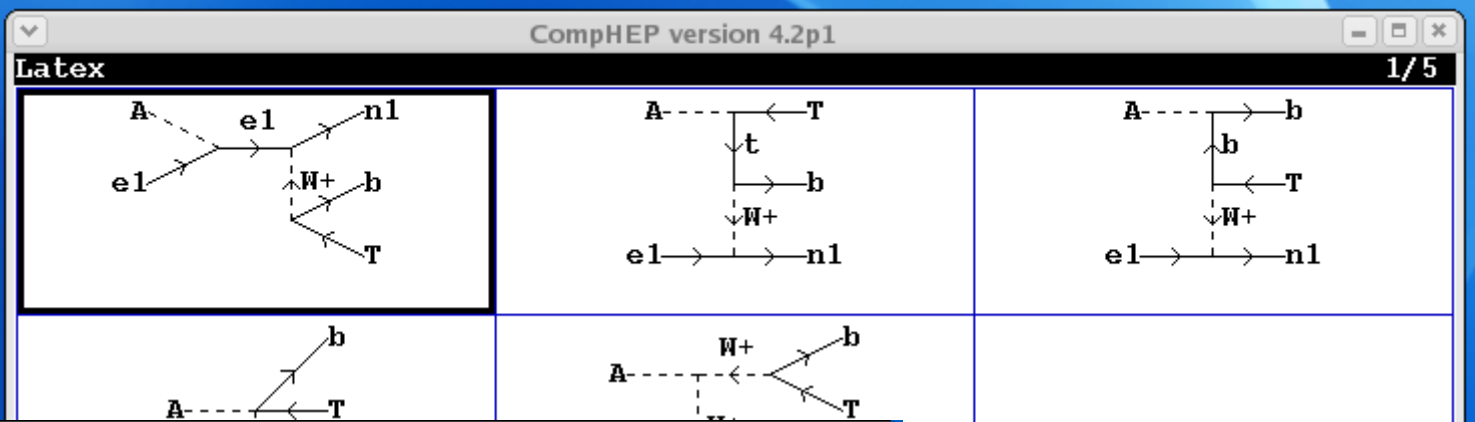 CompHEP version 4.2p1
Latex 1/5
A e1 n1
e1 W+ b
T
A T
t
b
W+
e1 n1
A b
b
T
W+
e1 n1
b
A T
W+ b
A
T